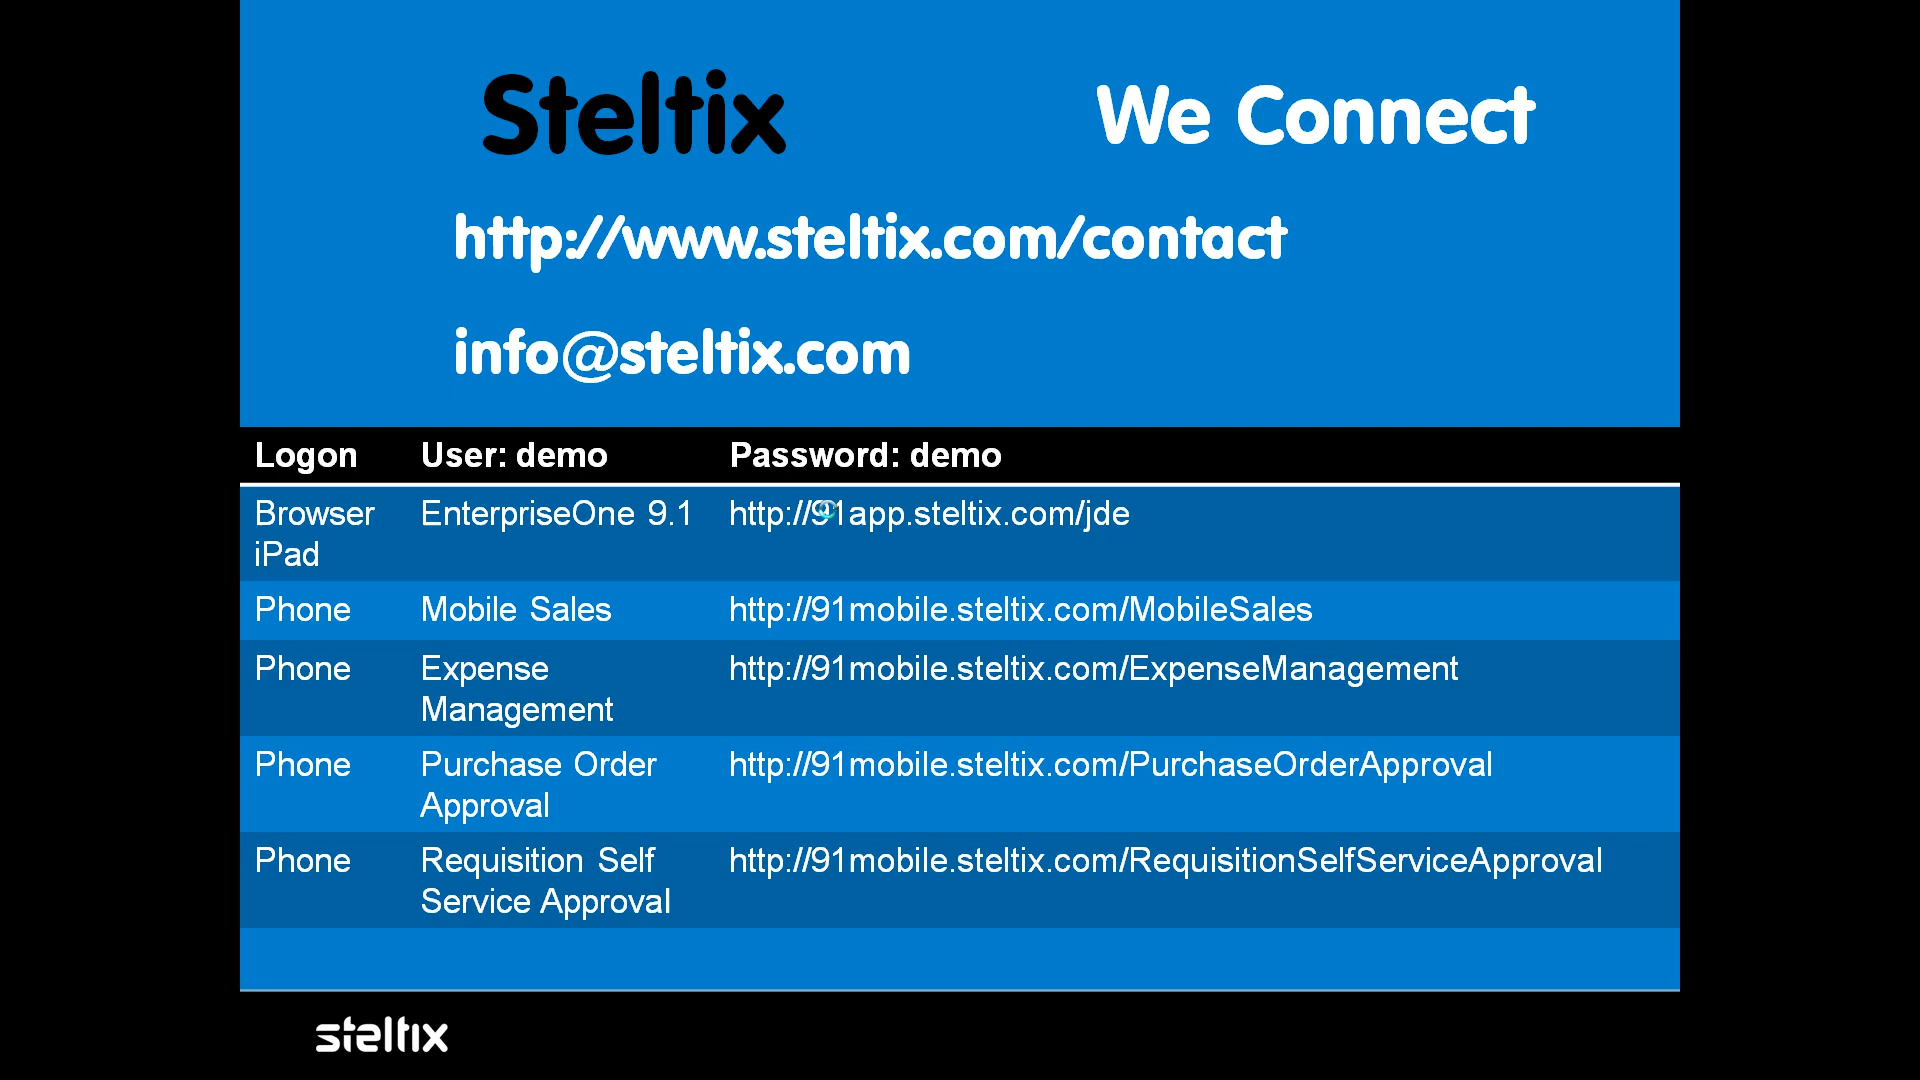 Steltix We Connect
http://www.steltix.com/contact
info@steltix.com
Logon User: demo Password: demo
Browser EnterpriseOne 9.1 http://91app.steltix.com/jde
iPad
Phone Mobile Sales http://91mobile.steltix.com/MobileSales
Phone Expense http://91mobile.steltix.com/ExpenseManagement
Management
Phone Purchase Order http://91mobile.steltix.com/PurchaseOrderApproval
Approval
Phone Requisition Self http://91mobile.steltix.com/RequisitionSelfServiceApproval
Service Approval
steltix